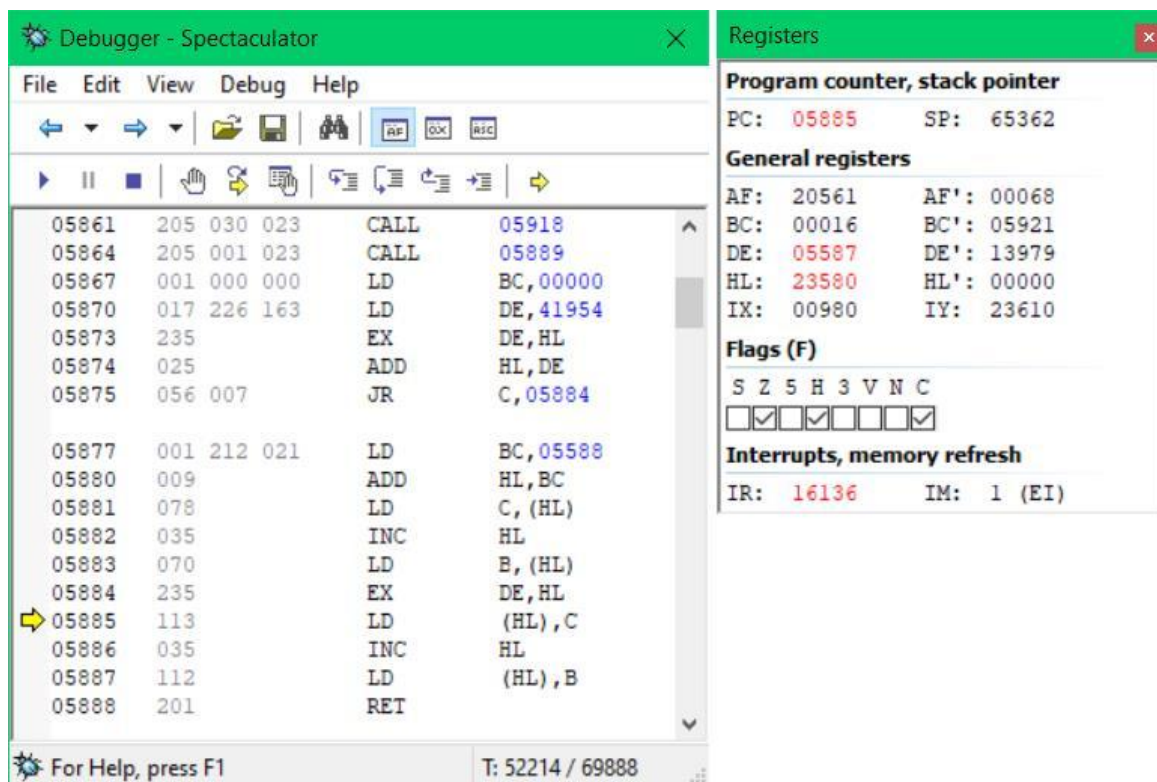 Debugger - Spectaculator
File Edit View Debug Help
AF 0X ASC
05861 205 030 023 CALL 05918
05864 205 001 023 CALL 05889
05867 001 000 000 LD BC,00000
05870 017 226 163 LD DE,41954
05873 235 EX DE,HL
05874 025 ADD HL,DE
05875 056 007 JR C,05884
05877 001 212 021 LD BC,05588
05880 009 ADD HL,BC
05881 078 LD C,(HL)
05882 035 INC HL
05883 070 LD B,(HL)
05884 235 EX DE,HL
05885 113 LD (HL),C
05886 035 INC HL
05887 112 LD (HL),B
05888 201 RET
For Help, press F1 T: 52214 / 69888
Registers
Program counter, stack pointer
PC: 05885 SP: 65362
General registers
AF: 20561 AF': 00068
BC: 00016 BC': 05921
DE: 05587 DE': 13979
HL: 23580 HL': 00000
IX: 00980 IY: 23610
Flags (F)
S Z 5 H 3 V N C
Interrupts, memory refresh
IR: 16136 IM: 1 (EI)